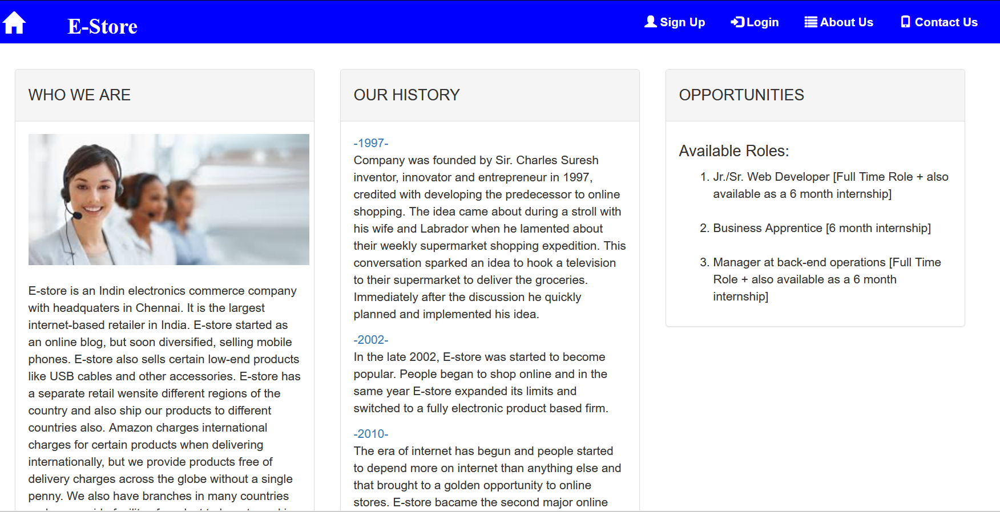 E-Store
Sign Up
Login
About Us
Contact Us
WHO WE ARE
E-store is an Indin electronics commerce company
with headquaters in Chennai. It is the largest
internet-based retailer in India. E-store started as
an online blog, but soon diversified, selling mobile
phones. E-store also sells certain low-end products
like USB cables and other accessories. E-store has
a separate retail wensite different regions of the
country and also ship our products to different
countries also. Amazon charges international
charges for certain products when delivering
internationally, but we provide products free of
delivery charges across the globe without a single
penny. We also have branches in many countries
OUR HISTORY
-1997-
Company was founded by Sir. Charles Suresh
inventor, innovator and entrepreneur in 1997,
credited with developing the predecessor to online
shopping. The idea came about during a stroll with
his wife and Labrador when he lamented about
their weekly supermarket shopping expedition. This
conversation sparked an idea to hook a television
to their supermarket to deliver the groceries.
Immediately after the discussion he quickly
planned and implemented his idea.
-2002-
In the late 2002, E-store was started to become
popular. People began to shop online and in the
same year E-store expanded its limits and
switched to a fully electronic product based firm.
-2010-
The era of internet has begun and people started
to depend more on internet than anything else and
that brought to a golden opportunity to online
stores. E-store bacame the second major online
OPPORTUNITIES
Available Roles:
1. Jr./Sr. Web Developer [Full Time Role + also
available as a 6 month internship]
2. Business Apprentice [6 month internship]
3. Manager at back-end operations [Full Time
Role + also available as a 6 month
internship]